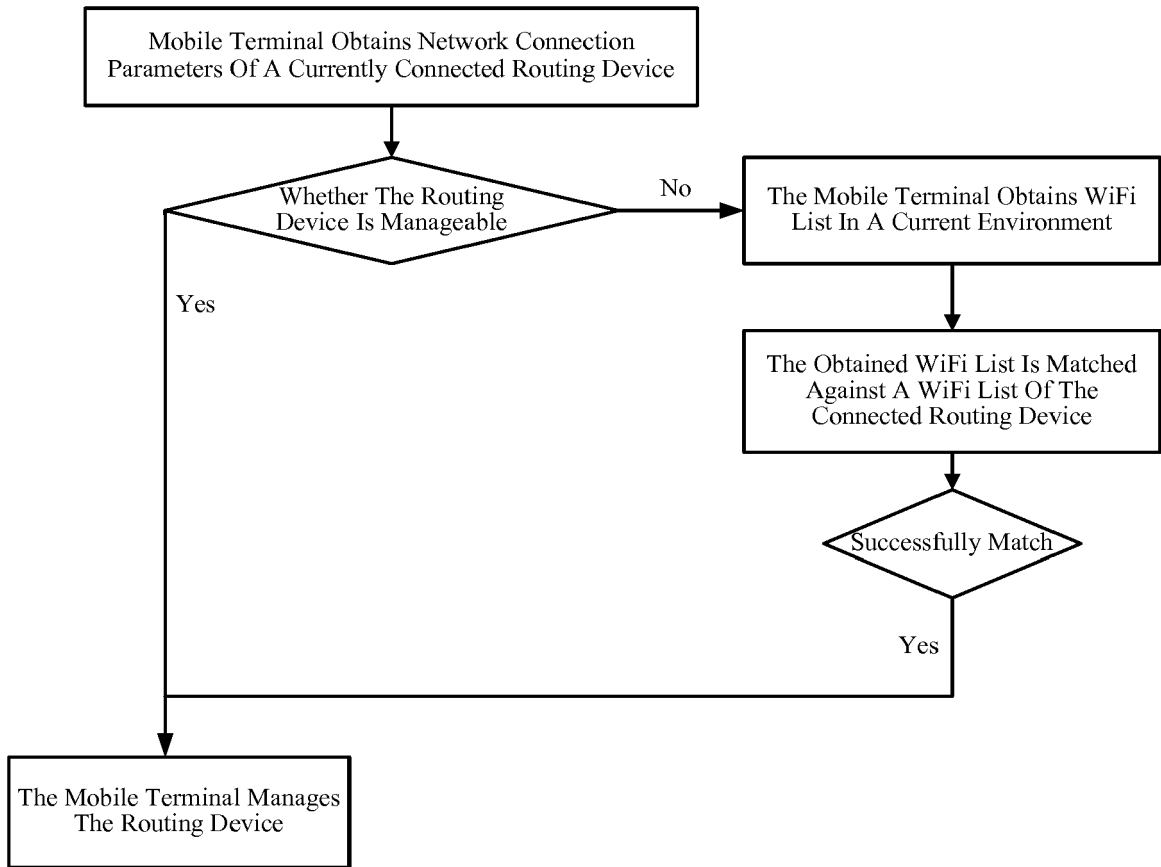 Mobile Terminal Obtains Network Connection
Parameters Of A Currently Connected Routing Device
Whether The Routing
Device Is Manageable
No
The Mobile Terminal Obtains WiFi
List In A Current Environment
Yes
The Obtained WiFi List Is Matched
Against A WiFi List Of The
Connected Routing Device
Successfully Match
Yes
The Mobile Terminal Manages
The Routing Device